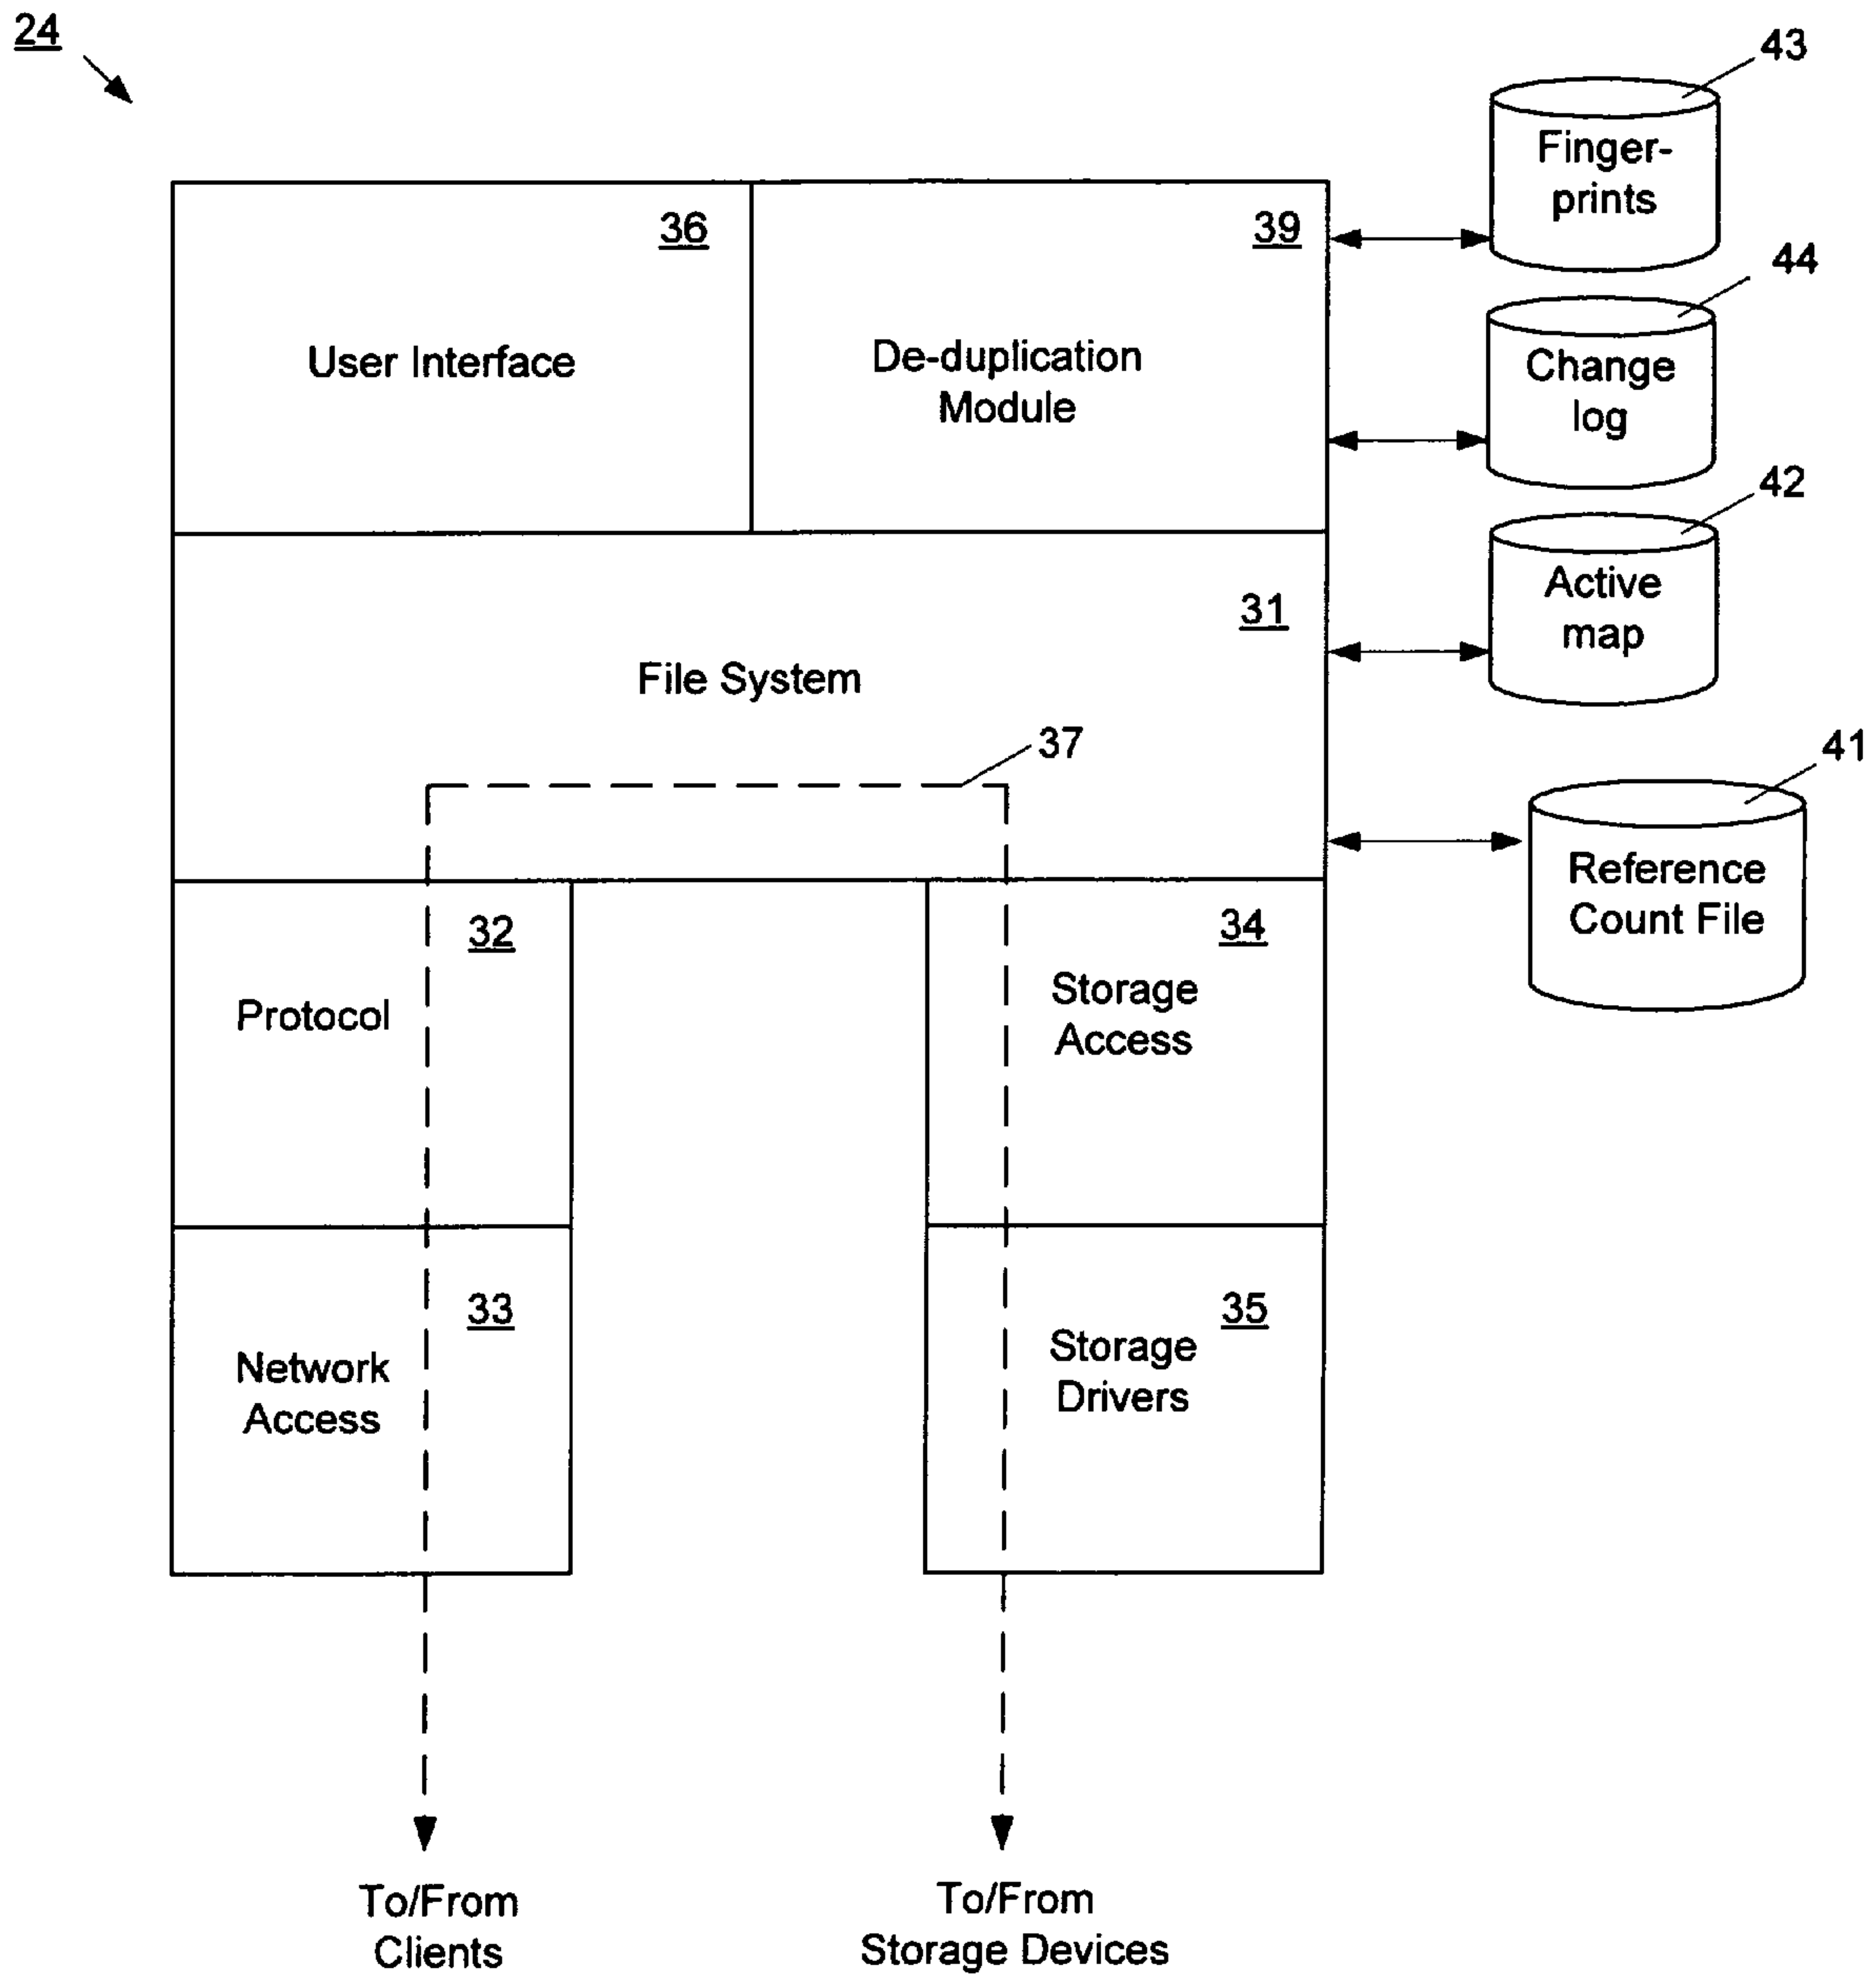 24
43
Finger-
prints
36
39
44
User Interface
De-duplication
Module
Change
log
42
31
Active
map
File System
37
41
Reference
Count File
32
34
Protocol
Storage
Access
33
35
Network
Access
Storage
Drivers
To/From
Clients
To/From
Storage Devices